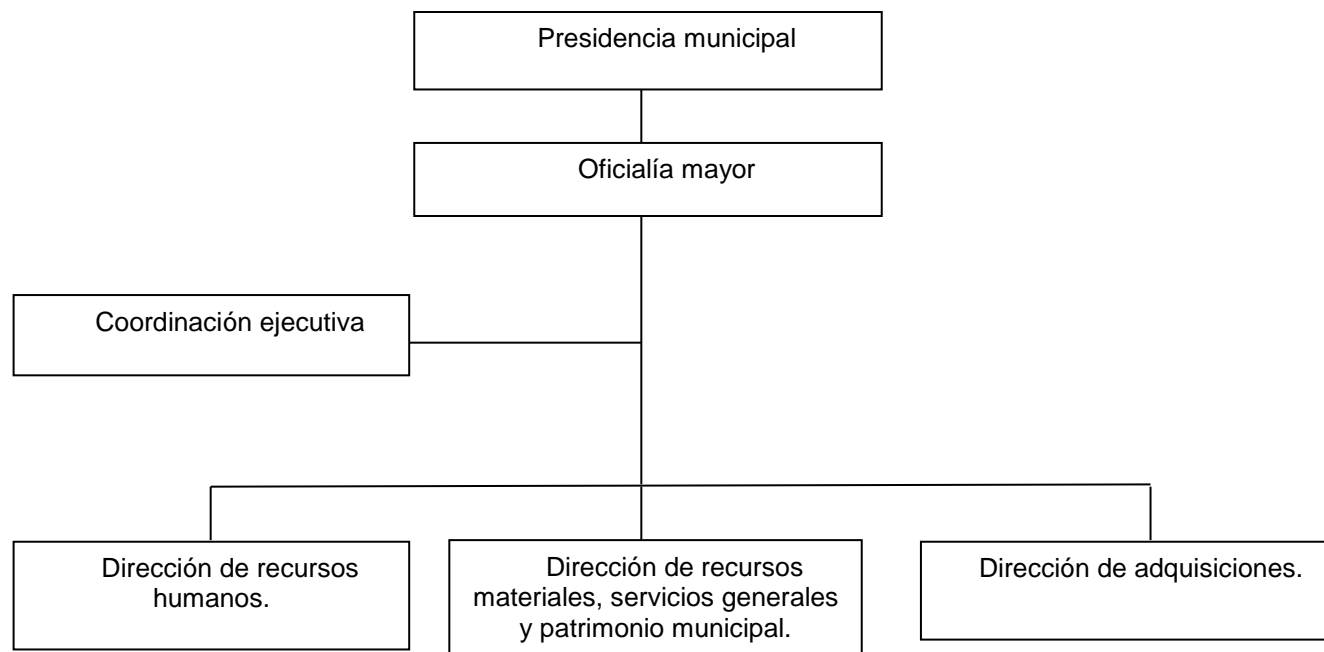 Presidencia municipal
Oficialía mayor
Coordinación ejecutiva
Dirección de recursos
humanos.
Dirección de recursos
materiales, servicios generales
y patrimonio municipal.
Dirección de adquisiciones.